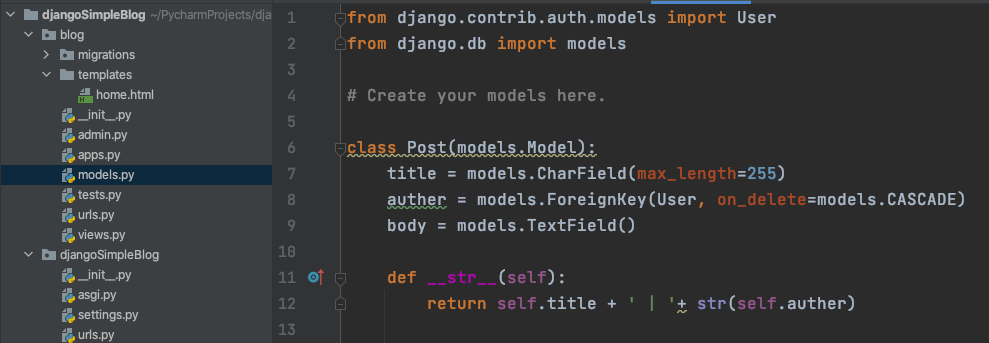 djangoSimpleBlog ~/PycharmProjects/dja
blog
migrations
templates
home.html
__init__.py
admin.py
apps.py
models.py
tests.py
urls.py
views.py
djangoSimpleBlog
__init__.py
asgi.py
settings.py
urls.py
1 from django.contrib.auth.models import User
2 from django.db import models
3
4 # Create your models here.
5
6 class Post(models.Model):
7 title = models.CharField(max_length=255)
8 auther = models.ForeignKey(User, on_delete=models.CASCADE)
9 body = models.TextField()
10
11 def __str__(self):
12 return self.title + ' | '+ str(self.auther)
13